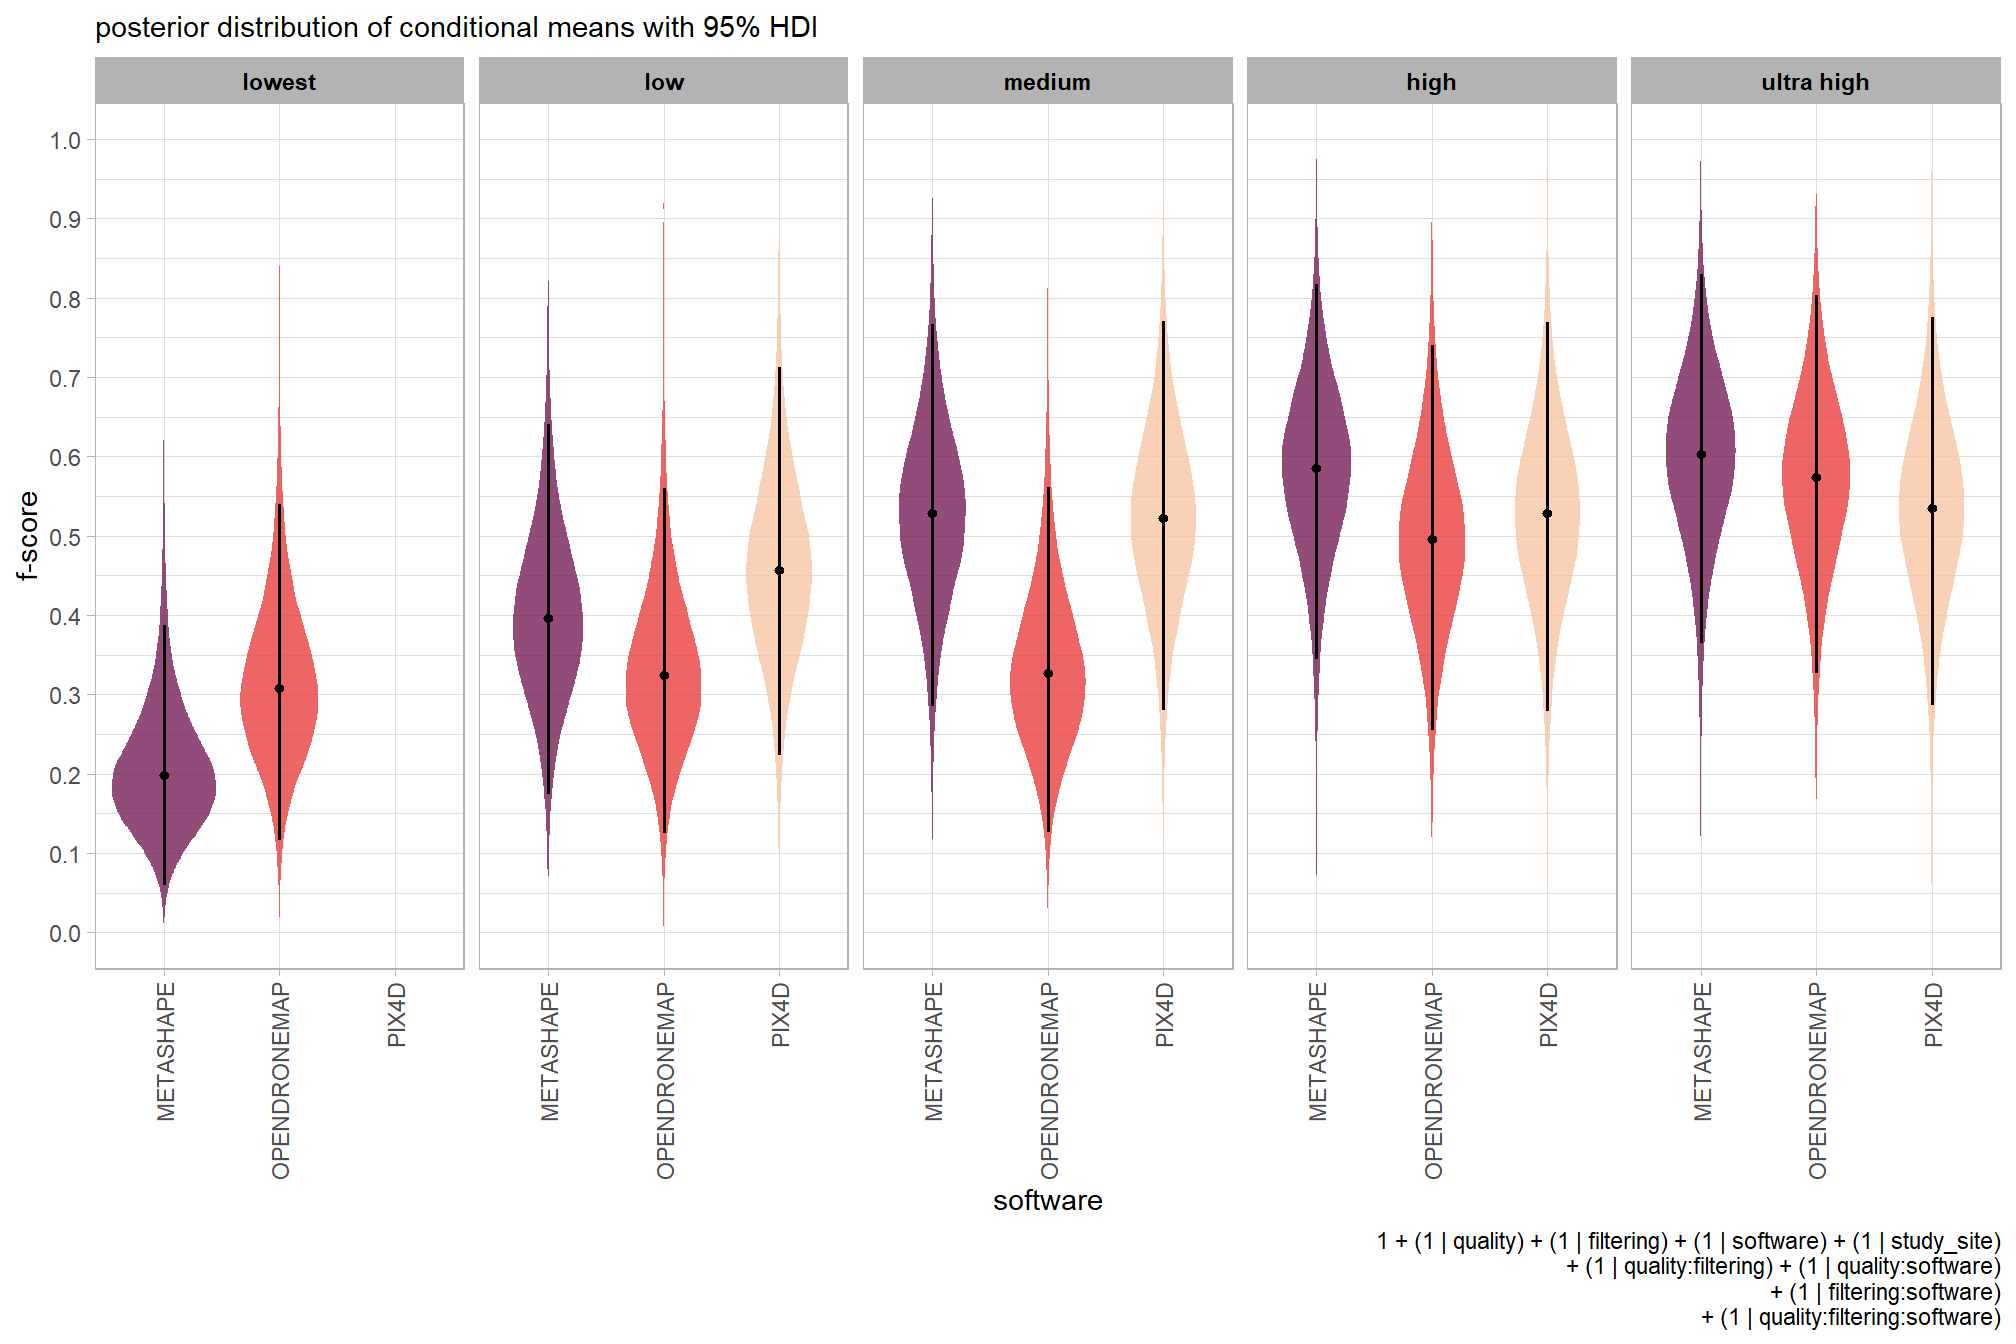 posterior distribution of conditional means with 95% HDI
lowest
low
medium
high
ultra high
f-score
1.0
0.9
0.8
0.7
0.6
0.5
0.4
0.3
0.2
0.1
0.0
METASHAPE
OPENDRONEMAP
PIX4D
METASHAPE
OPENDRONEMAP
PIX4D
METASHAPE
OPENDRONEMAP
PIX4D
METASHAPE
OPENDRONEMAP
PIX4D
METASHAPE
OPENDRONEMAP
PIX4D
software
1 + (1 | quality) + (1 | filtering) + (1 | software) + (1 | study_site)
+ (1 | quality:filtering) + (1 | quality:software)
+ (1 | filtering:software)
+ (1 | quality:filtering:software)